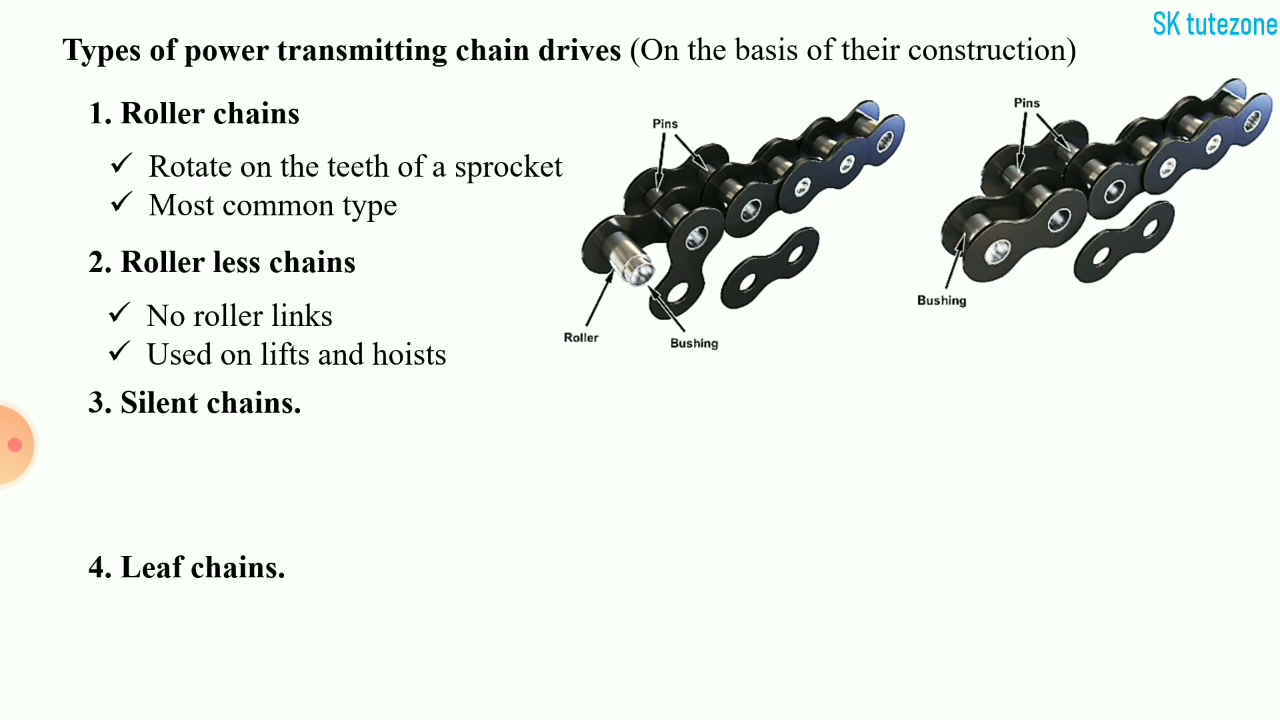 SK tutezone
Types of power transmitting chain drives (On the basis of their construction)
1. Roller chains
✓ Rotate on the teeth of a sprocket
✓ Most common type
2. Roller less chains
✓ No roller links
✓ Used on lifts and hoists
3. Silent chains.
4. Leaf chains.
Pins
Roller
Bushing
Pins
Bushing